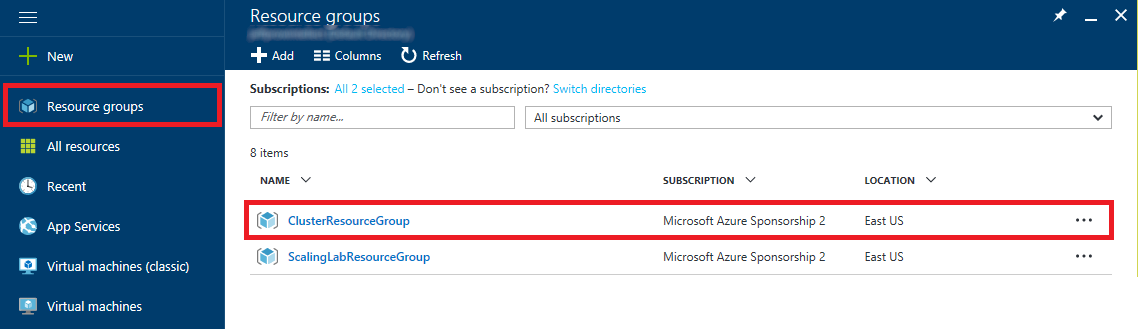 Resource groups
New
Add Columns Refresh
Resource groups
Subscriptions: All 2 selected – Don't see a subscription? Switch directories
Filter by name... All subscriptions
All resources
8 items
Recent
NAME SUBSCRIPTION LOCATION
App Services
ClusterResourceGroup Microsoft Azure Sponsorship 2 East US ...
Virtual machines (classic)
ScalingLabResourceGroup Microsoft Azure Sponsorship 2 East US ...
Virtual machines